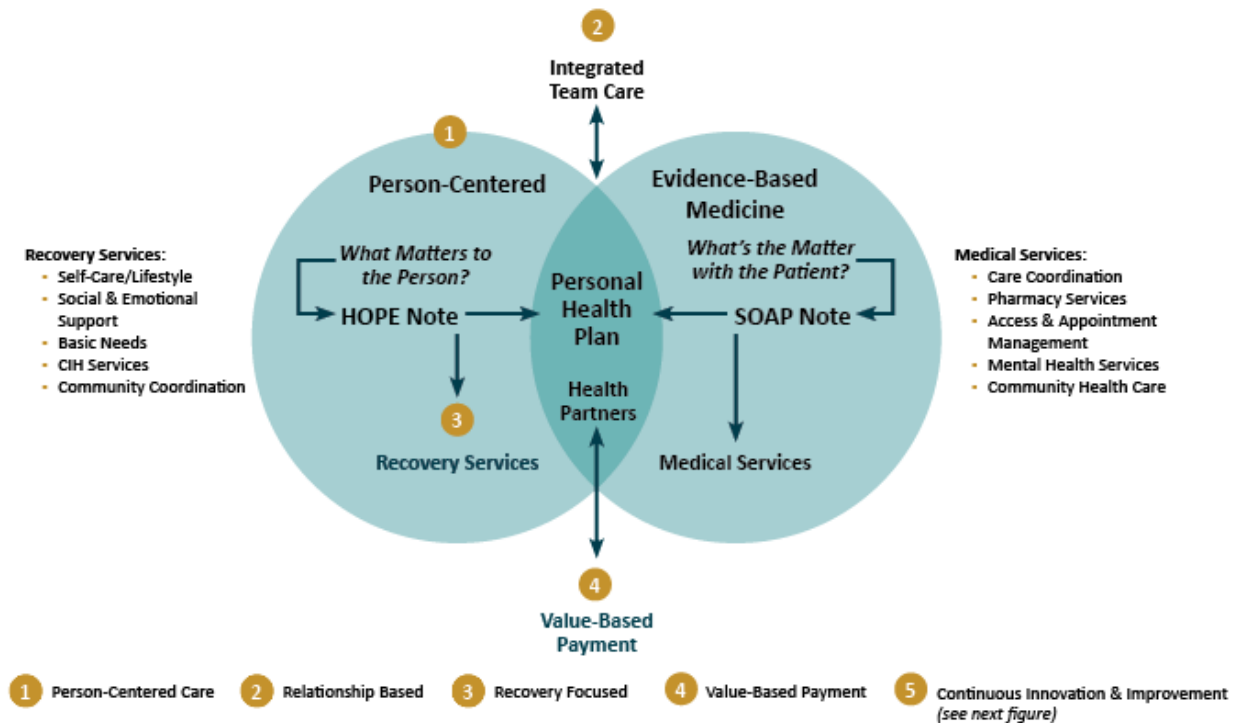 2
Integrated
Team Care
1
Person-Centered
Evidence-Based
Medicine
What Matters to
the Person?
What's the Matter
with the Patient?
HOPE Note
Personal
Health
Plan
SOAP Note
Health
Partners
3
Recovery Services
Medical Services
Recovery Services:
▪ Self-Care/Lifestyle
▪ Social & Emotional
Support
▪ Basic Needs
▪ CIH Services
▪ Community Coordination
Medical Services:
▪ Care Coordination
▪ Pharmacy Services
▪ Access & Appointment
Management
▪ Mental Health Services
▪ Community Health Care
4
Value-Based
Payment
1 Person-Centered Care
2 Relationship Based
3 Recovery Focused
4 Value-Based Payment
5 Continuous Innovation & Improvement
(see next figure)